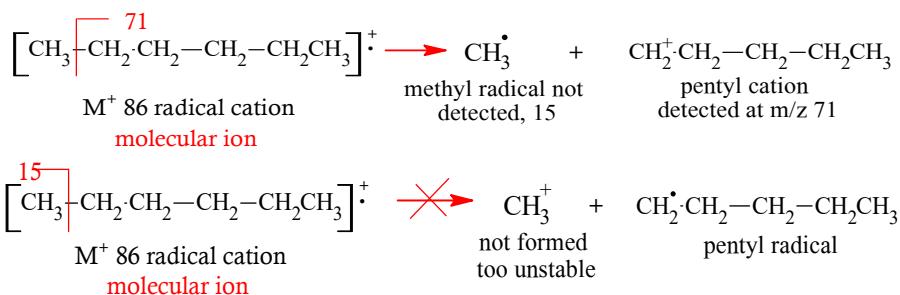 71
[CH₃–CH₂·CH₂—CH₂—CH₂CH₃]⁺• → CH₃• + CH₂⁺CH₂—CH₂—CH₂CH₃
M⁺ 86 radical cation
molecular ion
methyl radical not
detected, 15
pentyl cation
detected at m/z 71
15
[CH₃–CH₂·CH₂—CH₂—CH₂CH₃]⁺• → CH₃⁺ + CH₂•CH₂—CH₂—CH₂CH₃
M⁺ 86 radical cation
molecular ion
not formed
too unstable
pentyl radical